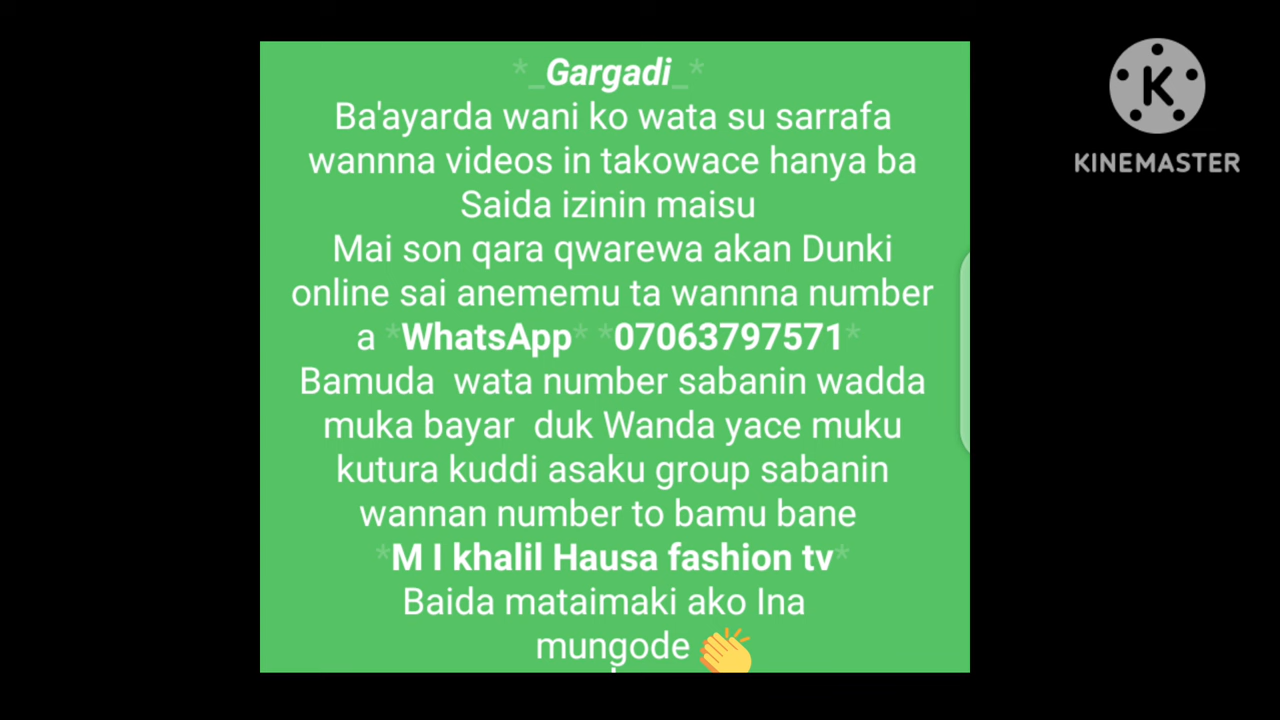 *_Gargadi_*
Ba'ayarda wani ko wata su sarrafa
wannna videos in takowace hanya ba
Saida izinin maisu
Mai son qara qwarewa akan Dunki
online sai anememu ta wannna number
a *WhatsApp* *07063797571*
Bamuda wata number sabanin wadda
muka bayar duk Wanda yace muku
kutura kuddi asaku group sabanin
wannan number to bamu bane
*M I khalil Hausa fashion tv*
Baida mataimaki ako Ina
mungode 👏
K
KINEMASTER